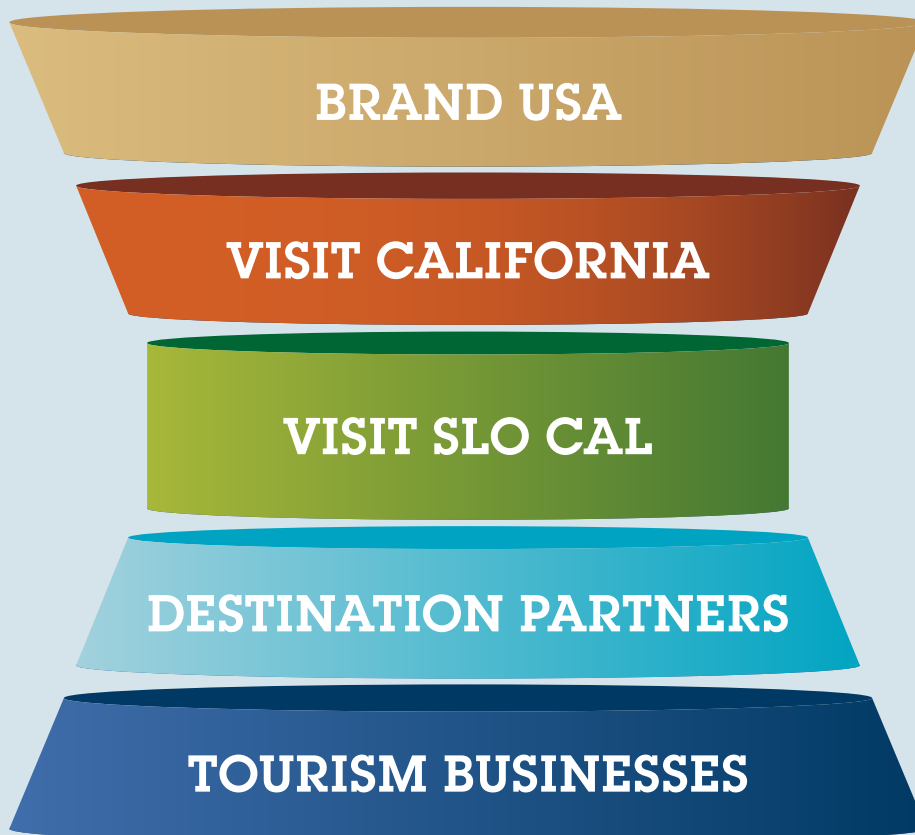 BRAND USA
VISIT CALIFORNIA
VISIT SLO CAL
DESTINATION PARTNERS
TOURISM BUSINESSES